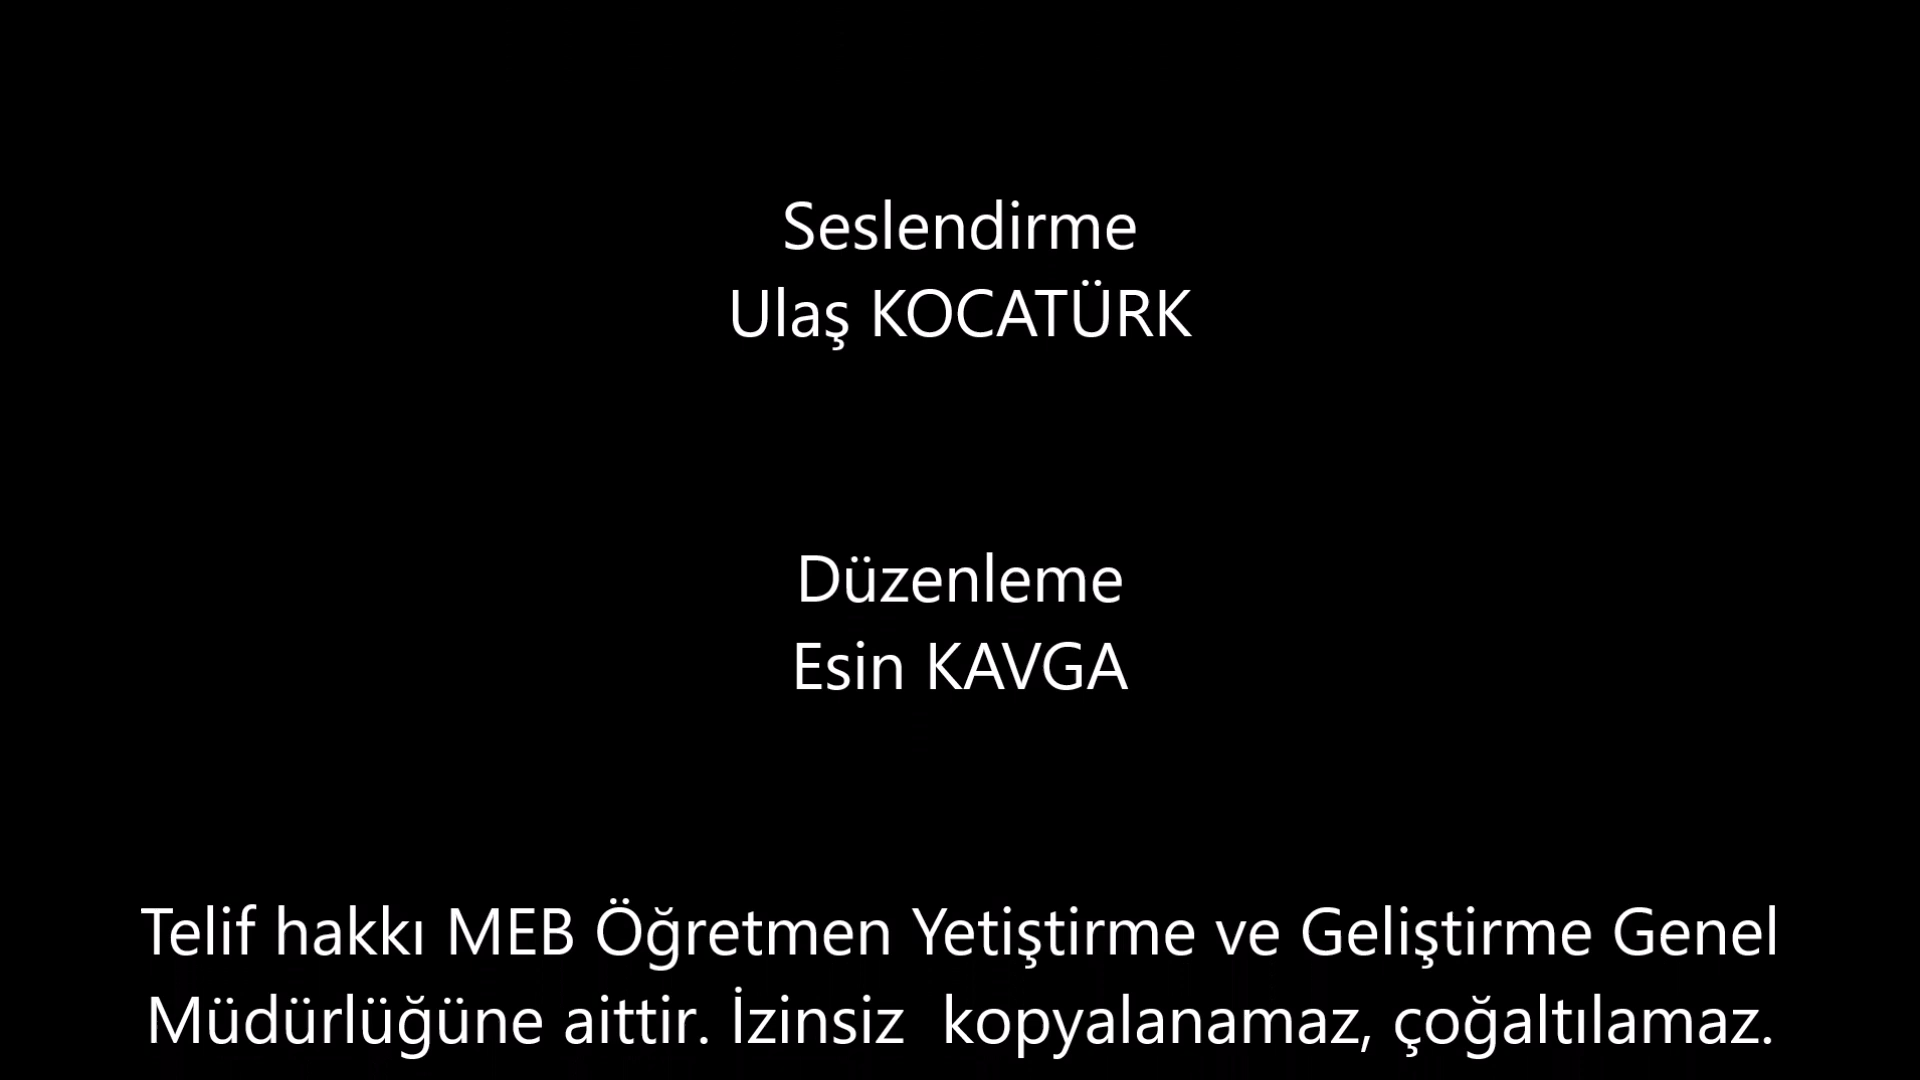 Seslendirme
Ulaş KOCATÜRK
Düzenleme
Esin KAVGA
Telif hakkı MEB Öğretmen Yetiştirme ve Geliştirme Genel
Müdürlüğüne aittir. İzinsiz  kopyalanamaz, çoğaltılamaz.